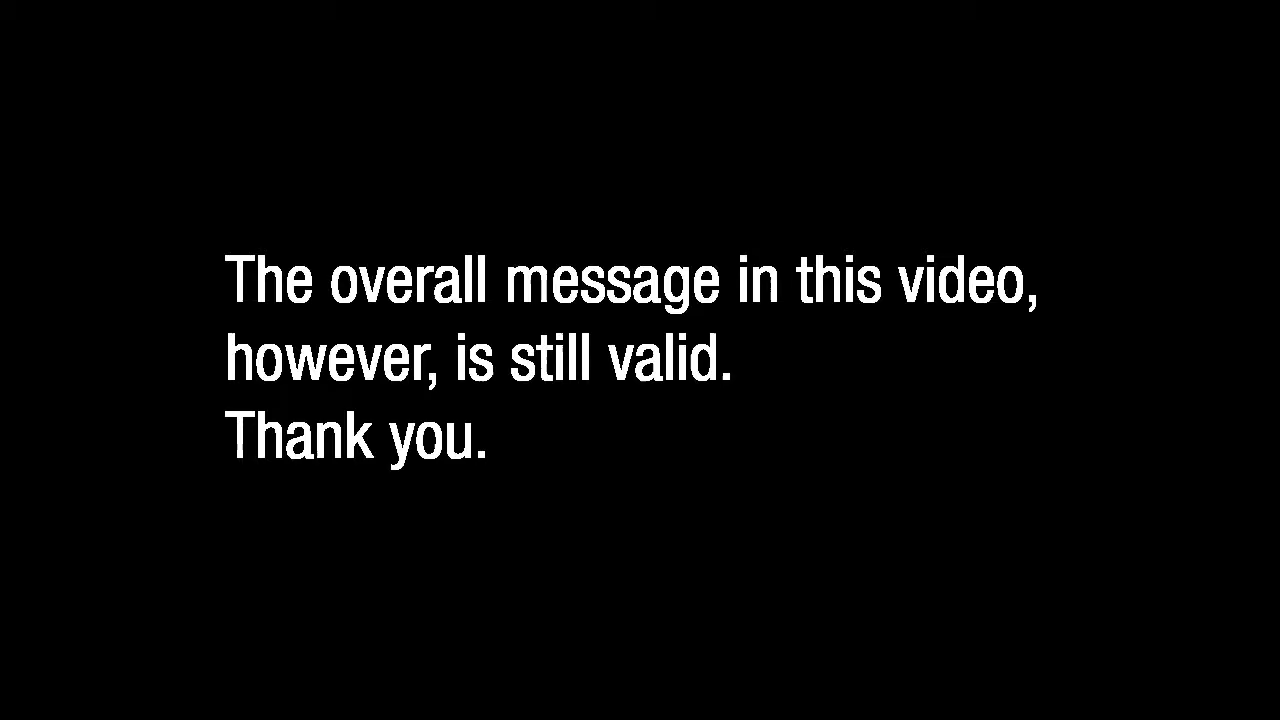 The overall message in this video,
however, is still valid.
Thank you.